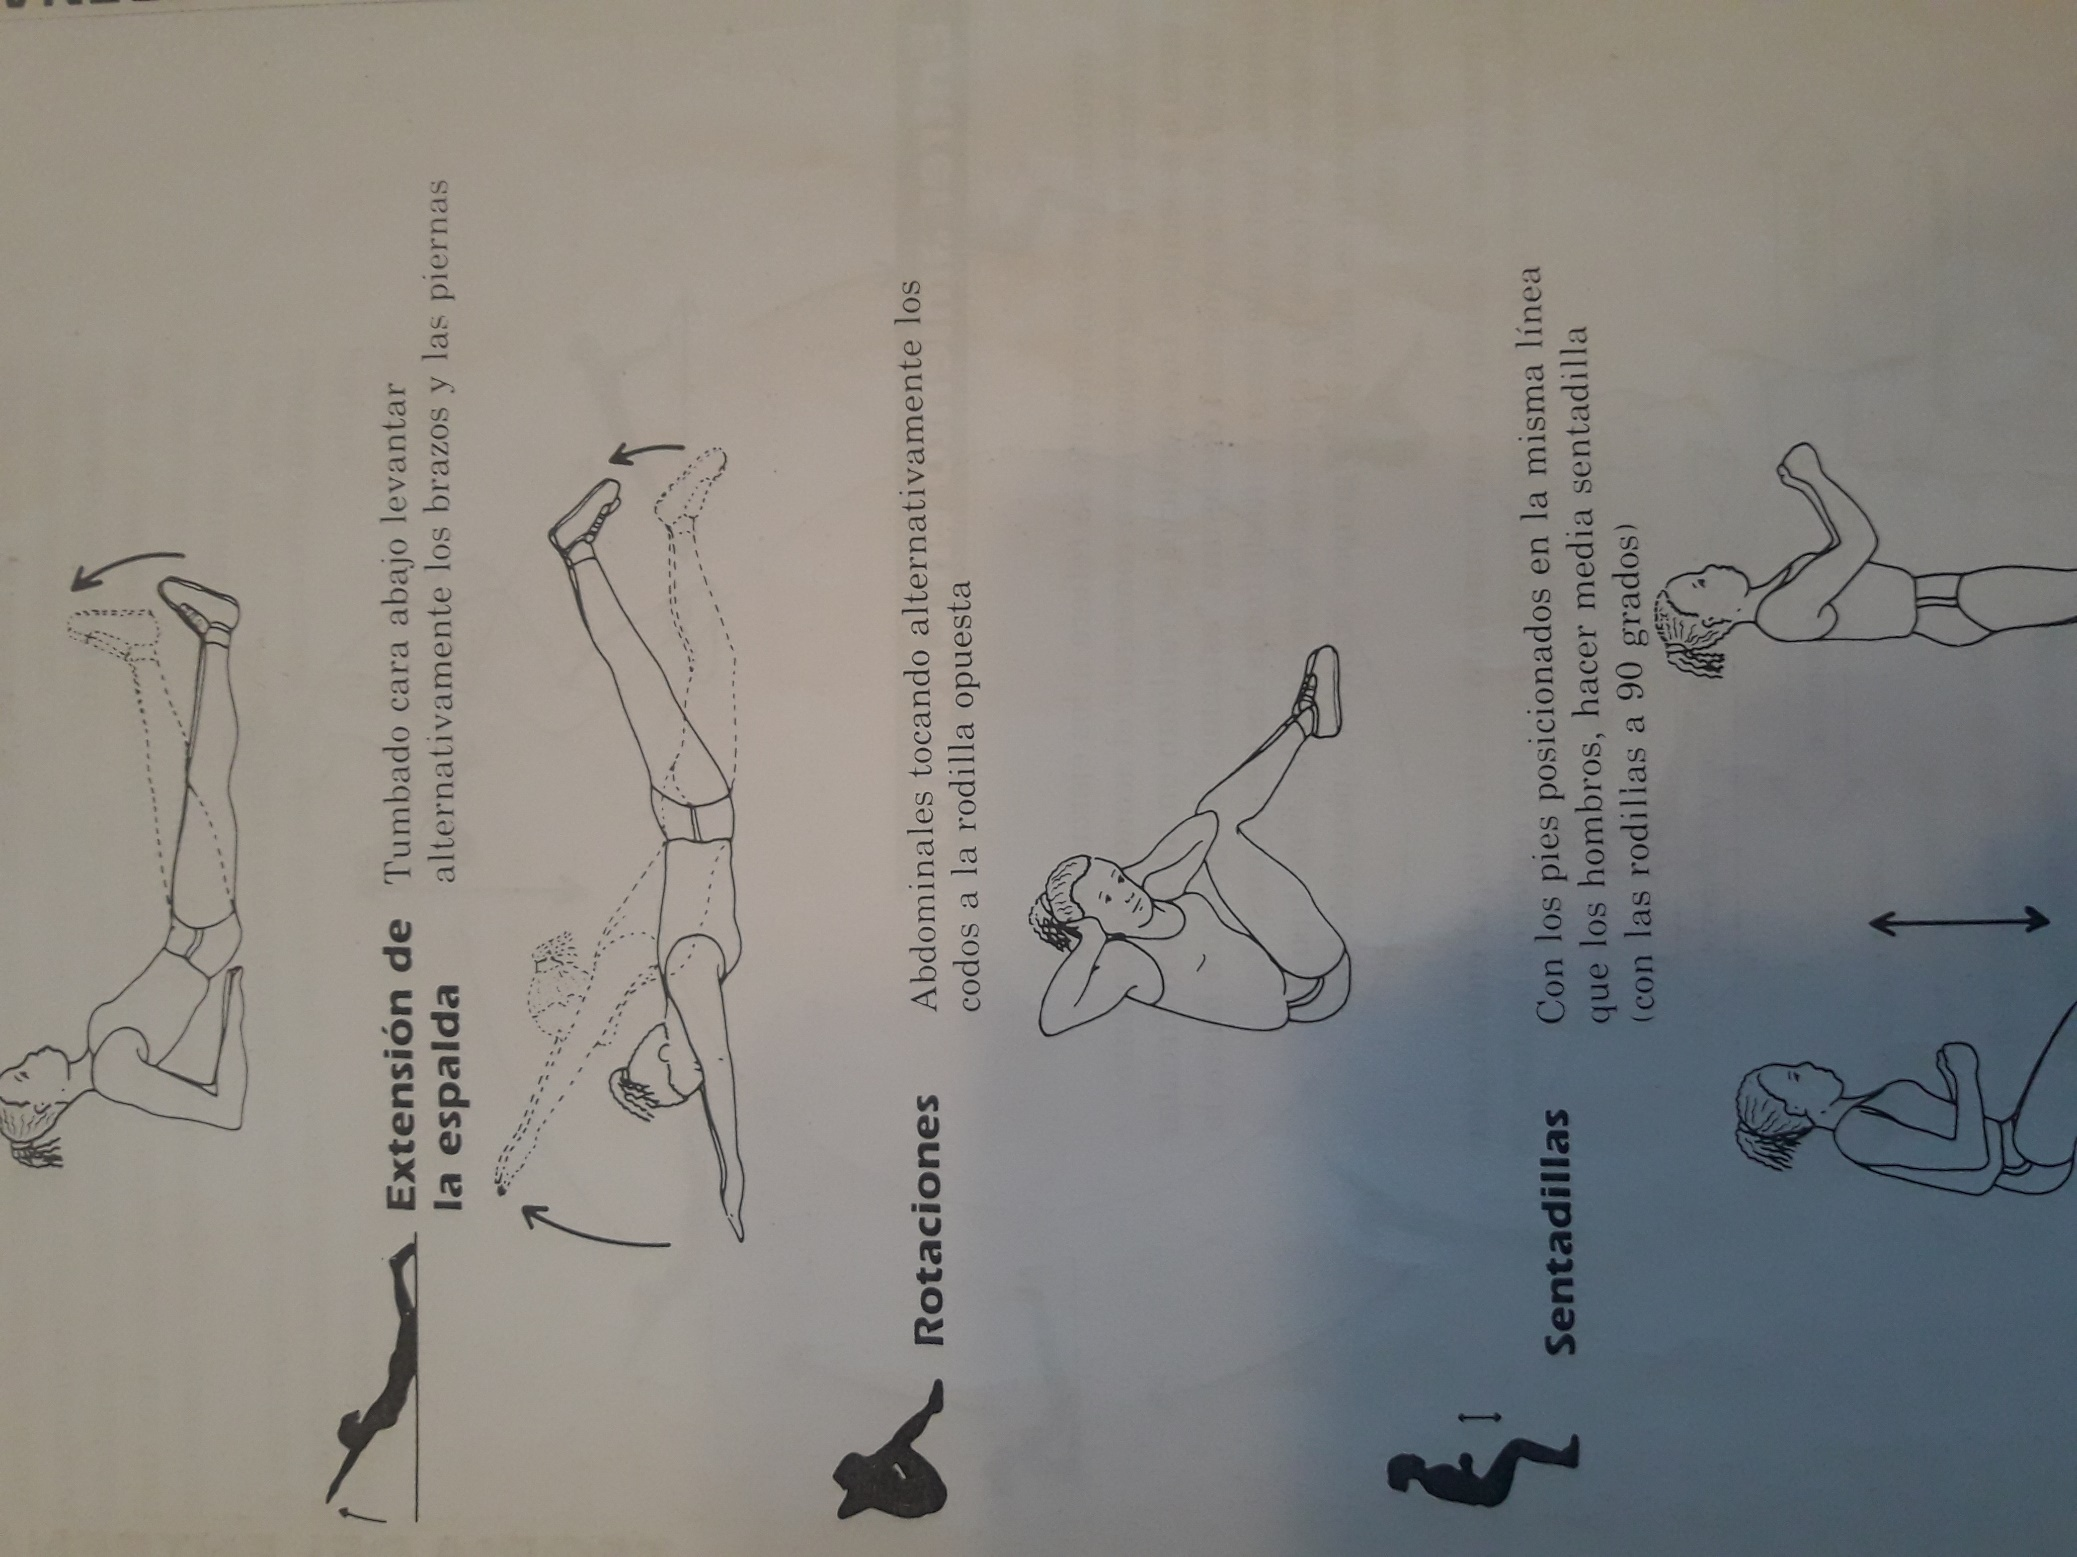 Extensión de
la espalda
Tumbado cara abajo levantar
alternativamente los brazos y las piernas
Rotaciones
Abdominales tocando alternativamente los
codos a la rodilla opuesta
Sentadillas
Con los pies posicionados en la misma línea
que los hombros, hacer media sentadilla
(con las rodillas a 90 grados)